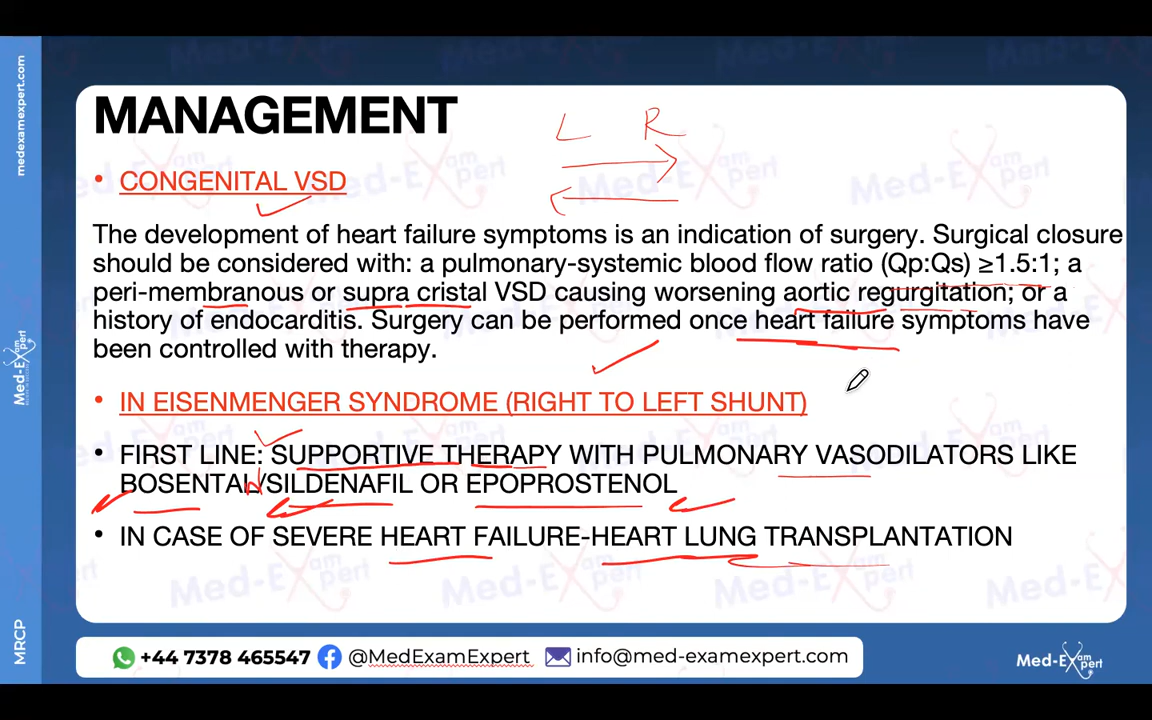 medexamexpert.com
MANAGEMENT
L R
• CONGENITAL VSD
The development of heart failure symptoms is an indication of surgery. Surgical closure
should be considered with: a pulmonary-systemic blood flow ratio (Qp:Qs) ≥1.5:1; a
peri-membranous or supra cristal VSD causing worsening aortic regurgitation; or a
history of endocarditis. Surgery can be performed once heart failure symptoms have
been controlled with therapy.
Med-Exam Expert
• IN EISENMENGER SYNDROME (RIGHT TO LEFT SHUNT)
• FIRST LINE: SUPPORTIVE THERAPY WITH PULMONARY VASODILATORS LIKE
BOSENTAL/SILDENAFIL OR EPOPROSTENOL
• IN CASE OF SEVERE HEART FAILURE-HEART LUNG TRANSPLANTATION
MRCP
+44 7378 465547 @MedExamExpert info@med-examexpert.com
Med-Exam Expert